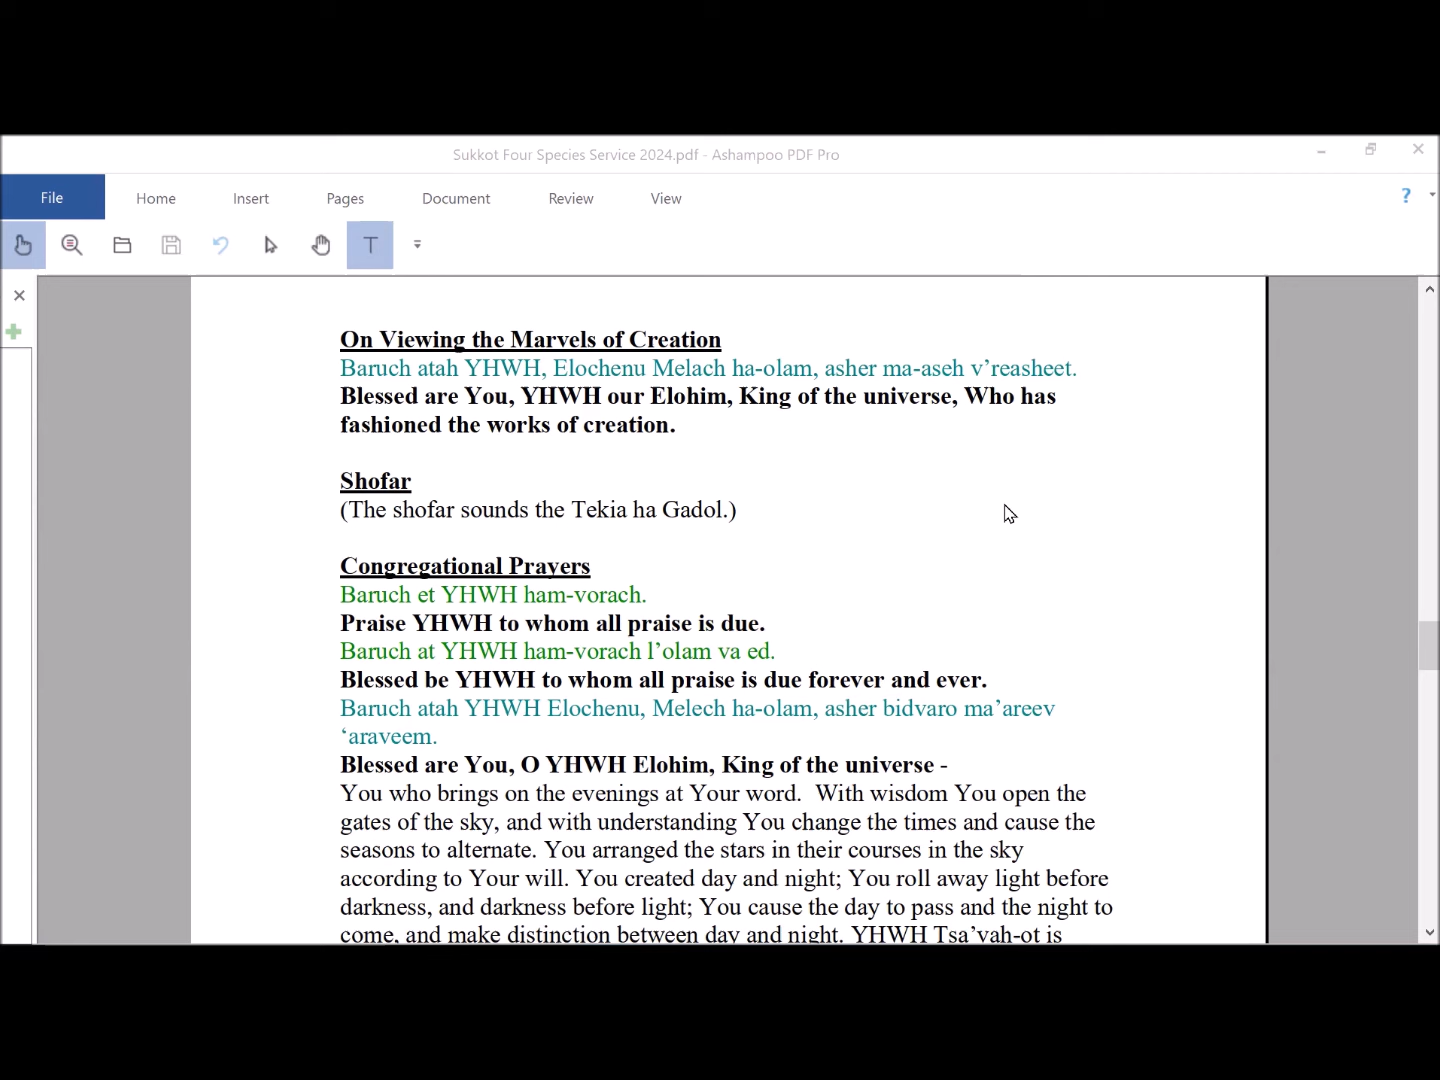 Sukkot Four Species Service 2024.pdf - Ashampoo PDF Pro
File Home Insert Pages Document Review View ?
T
On Viewing the Marvels of Creation
Baruch atah YHWH, Elochenu Melach ha-olam, asher ma-aseh v’reasheet.
Blessed are You, YHWH our Elohim, King of the universe, Who has
fashioned the works of creation.
Shofar
(The shofar sounds the Tekia ha Gadol.)
Congregational Prayers
Baruch et YHWH ham-vorach.
Praise YHWH to whom all praise is due.
Baruch at YHWH ham-vorach l’olam va ed.
Blessed be YHWH to whom all praise is due forever and ever.
Baruch atah YHWH Elochenu, Melech ha-olam, asher bidvaro ma’areev
‘araveem.
Blessed are You, O YHWH Elohim, King of the universe -
You who brings on the evenings at Your word. With wisdom You open the
gates of the sky, and with understanding You change the times and cause the
seasons to alternate. You arranged the stars in their courses in the sky
according to Your will. You created day and night; You roll away light before
darkness, and darkness before light; You cause the day to pass and the night to
come, and make distinction between day and night. YHWH Tsa’vah-ot is